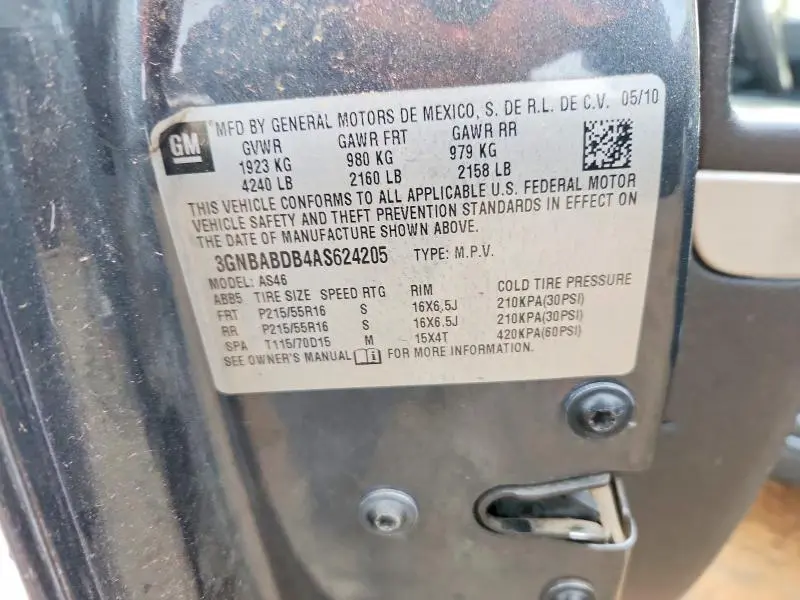 GM
MFD BY GENERAL MOTORS DE MEXICO, S. DE R.L. DE C.V. 05/10
GVWR GAWR FRT GAWR RR
1923 KG 980 KG 979 KG
4240 LB 2160 LB 2158 LB
THIS VEHICLE CONFORMS TO ALL APPLICABLE U.S. FEDERAL MOTOR
VEHICLE SAFETY AND THEFT PREVENTION STANDARDS IN EFFECT ON
THE DATE OF MANUFACTURE SHOWN ABOVE.
3GNBABDB4AS624205 TYPE: M.P.V.
MODEL: AS46
ABB5 TIRE SIZE SPEED RTG RIM COLD TIRE PRESSURE
FRT P215/55R16 S 16X6.5J 210KPA(30PSI)
RR P215/55R16 S 16X6.5J 210KPA(30PSI)
SPA T115/70D15 M 15X4T 420KPA(60PSI)
SEE OWNER'S MANUAL i FOR MORE INFORMATION.